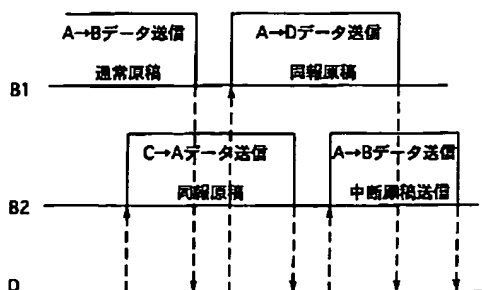 A→Bデータ送信
通常原稿
A→Dデータ送信
同報原稿
B1
C→Aデータ送信
同報原稿
A→Bデータ送信
中断原稿送信
B2
D